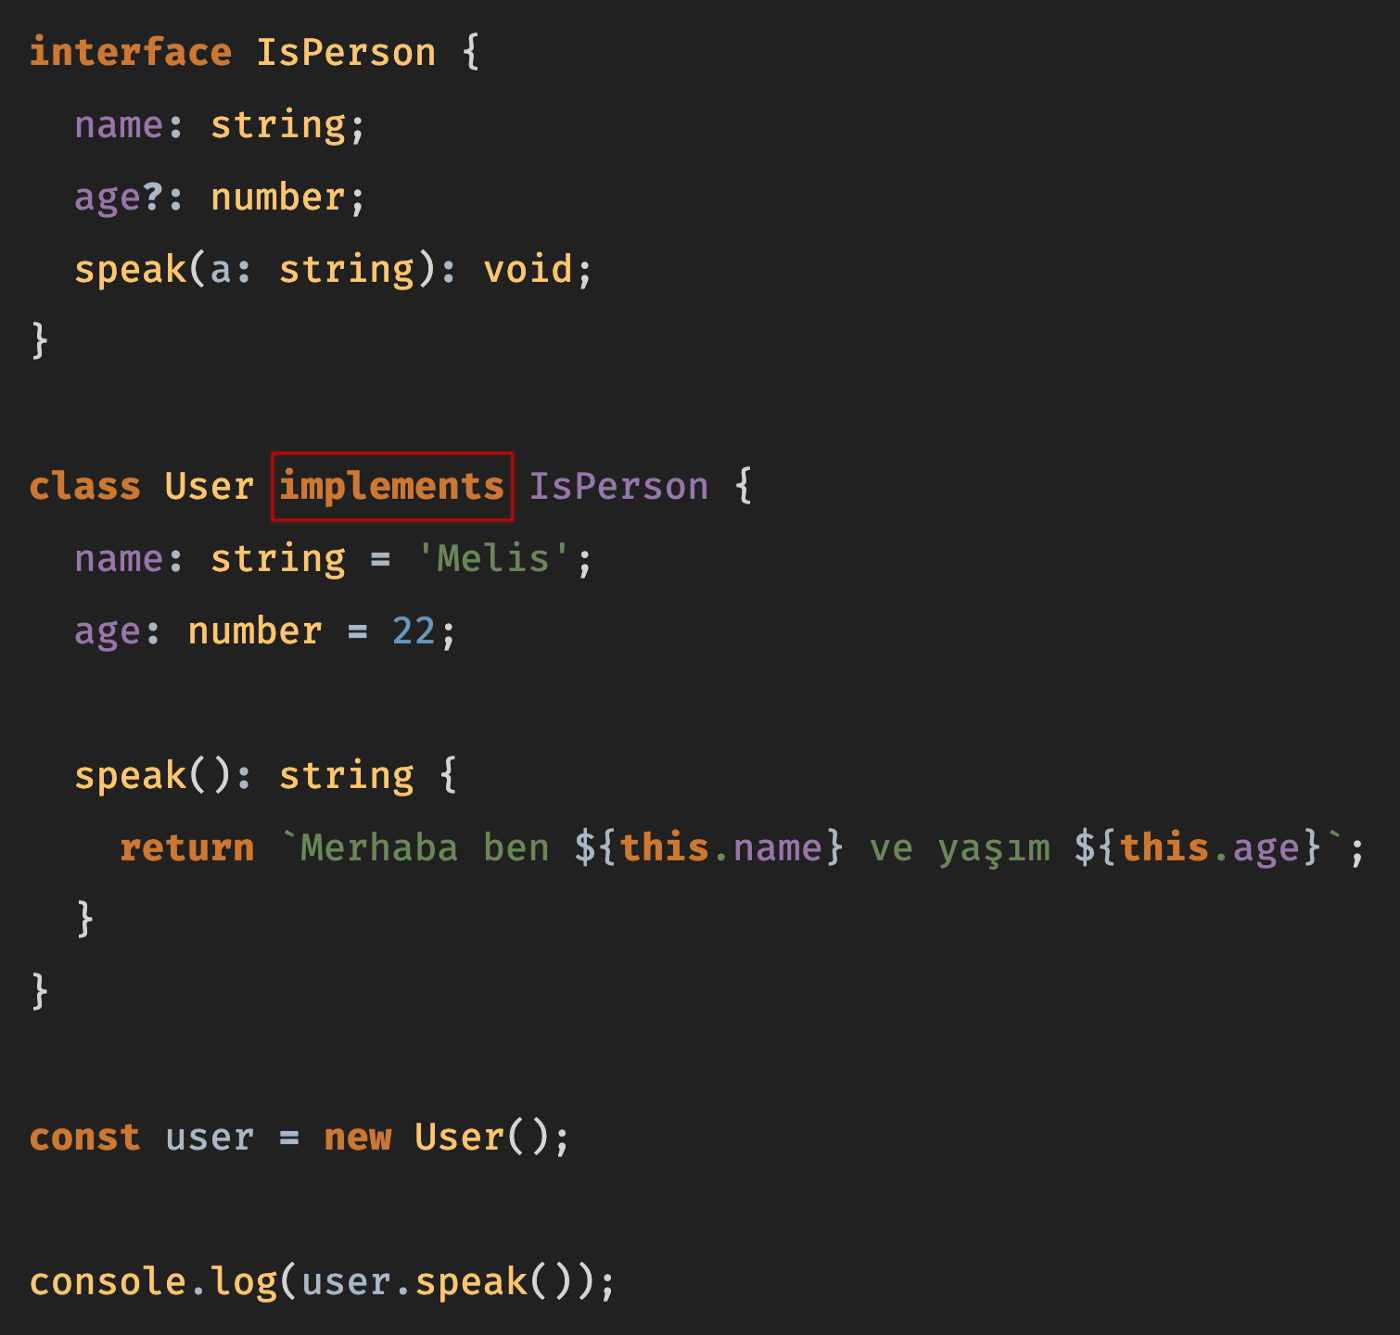 interface IsPerson {
  name: string;
  age?: number;
  speak(a: string): void;
}
class User implements IsPerson {
  name: string = 'Melis';
  age: number = 22;
  speak(): string {
    return `Merhaba ben ${this.name} ve yaşım ${this.age}`;
  }
}
const user = new User();
console.log(user.speak());